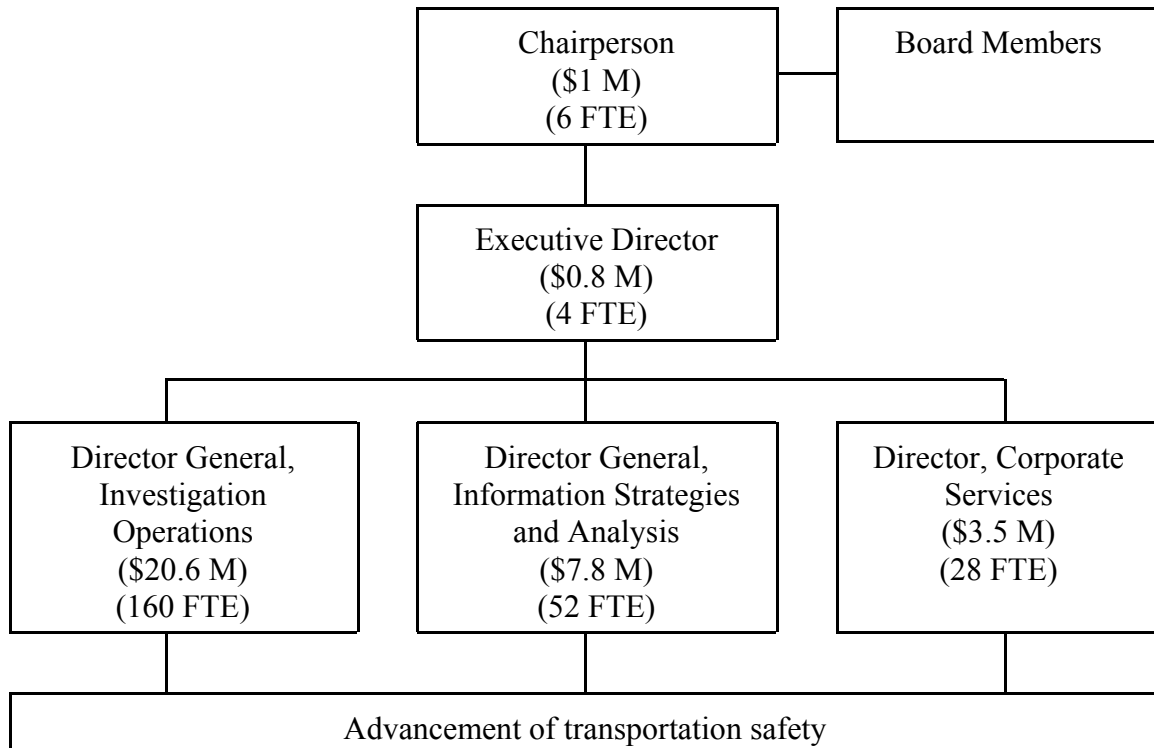 Chairperson
($1 M)
(6 FTE)
Board Members
Executive Director
($0.8 M)
(4 FTE)
Director General,
Investigation
Operations
($20.6 M)
(160 FTE)
Director General,
Information Strategies
and Analysis
($7.8 M)
(52 FTE)
Director, Corporate
Services
($3.5 M)
(28 FTE)
Advancement of transportation safety